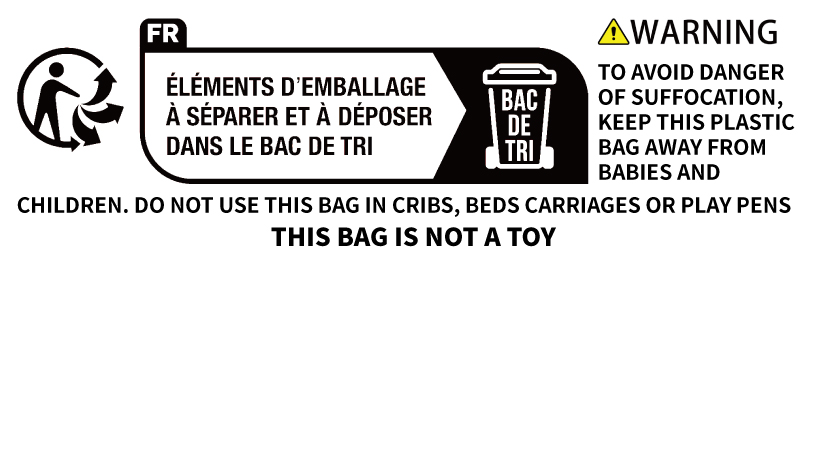 FR
ÉLÉMENTS D'EMBALLAGE
À SÉPARER ET À DÉPOSER
DANS LE BAC DE TRI
BAC
DE
TRI
WARNING
TO AVOID DANGER
OF SUFFOCATION,
KEEP THIS PLASTIC
BAG AWAY FROM
BABIES AND
CHILDREN. DO NOT USE THIS BAG IN CRIBS, BEDS CARRIAGES OR PLAY PENS
THIS BAG IS NOT A TOY